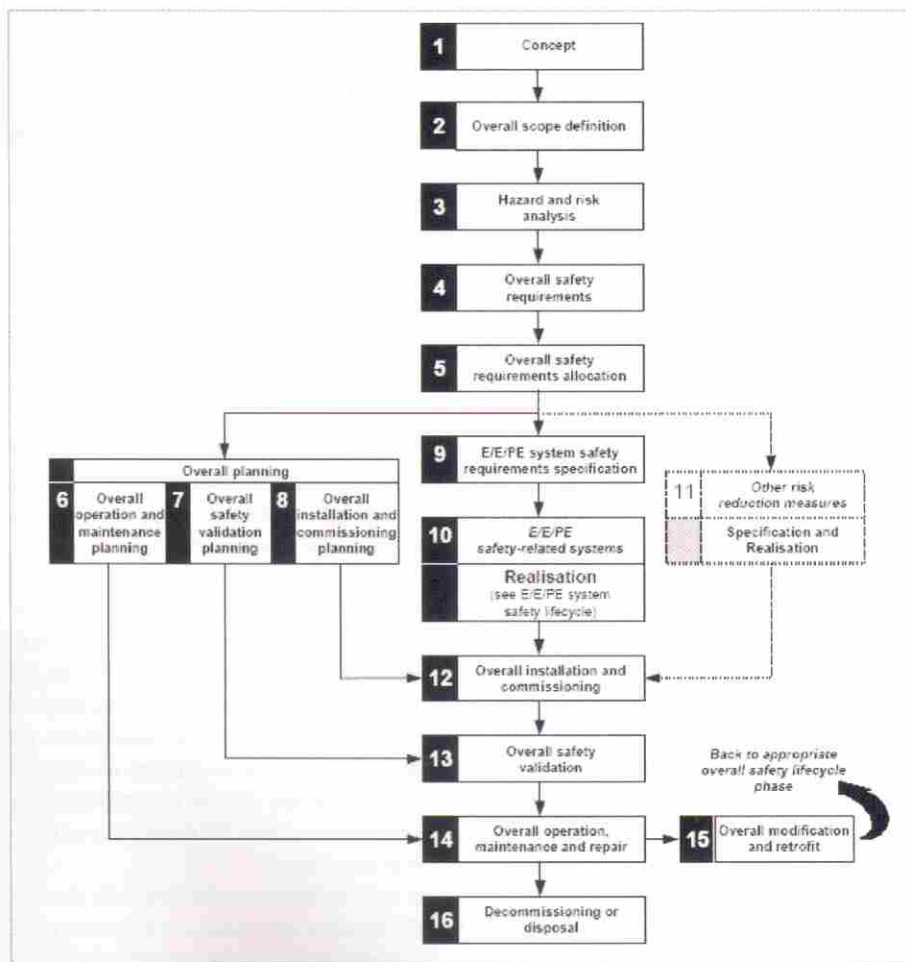 1
Concept
2
Overall scope definition
3
Hazard and risk
analysis
4
Overall safety
requirements
5
Overall safety
requirements allocation
Overall planning
6
Overall
operation and
maintenance
planning
7
Overall
safety
validation
planning
8
Overall
installation and
commissioning
planning
9
E/E/PE system safety
requirements specification
10
E/E/PE
safety-related systems
Realisation
(see E/E/PE system
safety lifecycle)
11
Other risk
reduction measures
Specification and
Realisation
12
Overall installation and
commissioning
13
Overall safety
validation
Back to appropriate
overall safety lifecycle
phase
14
Overall operation,
maintenance and repair
15
Overall modification
and retrofit
16
Decommissioning or
disposal